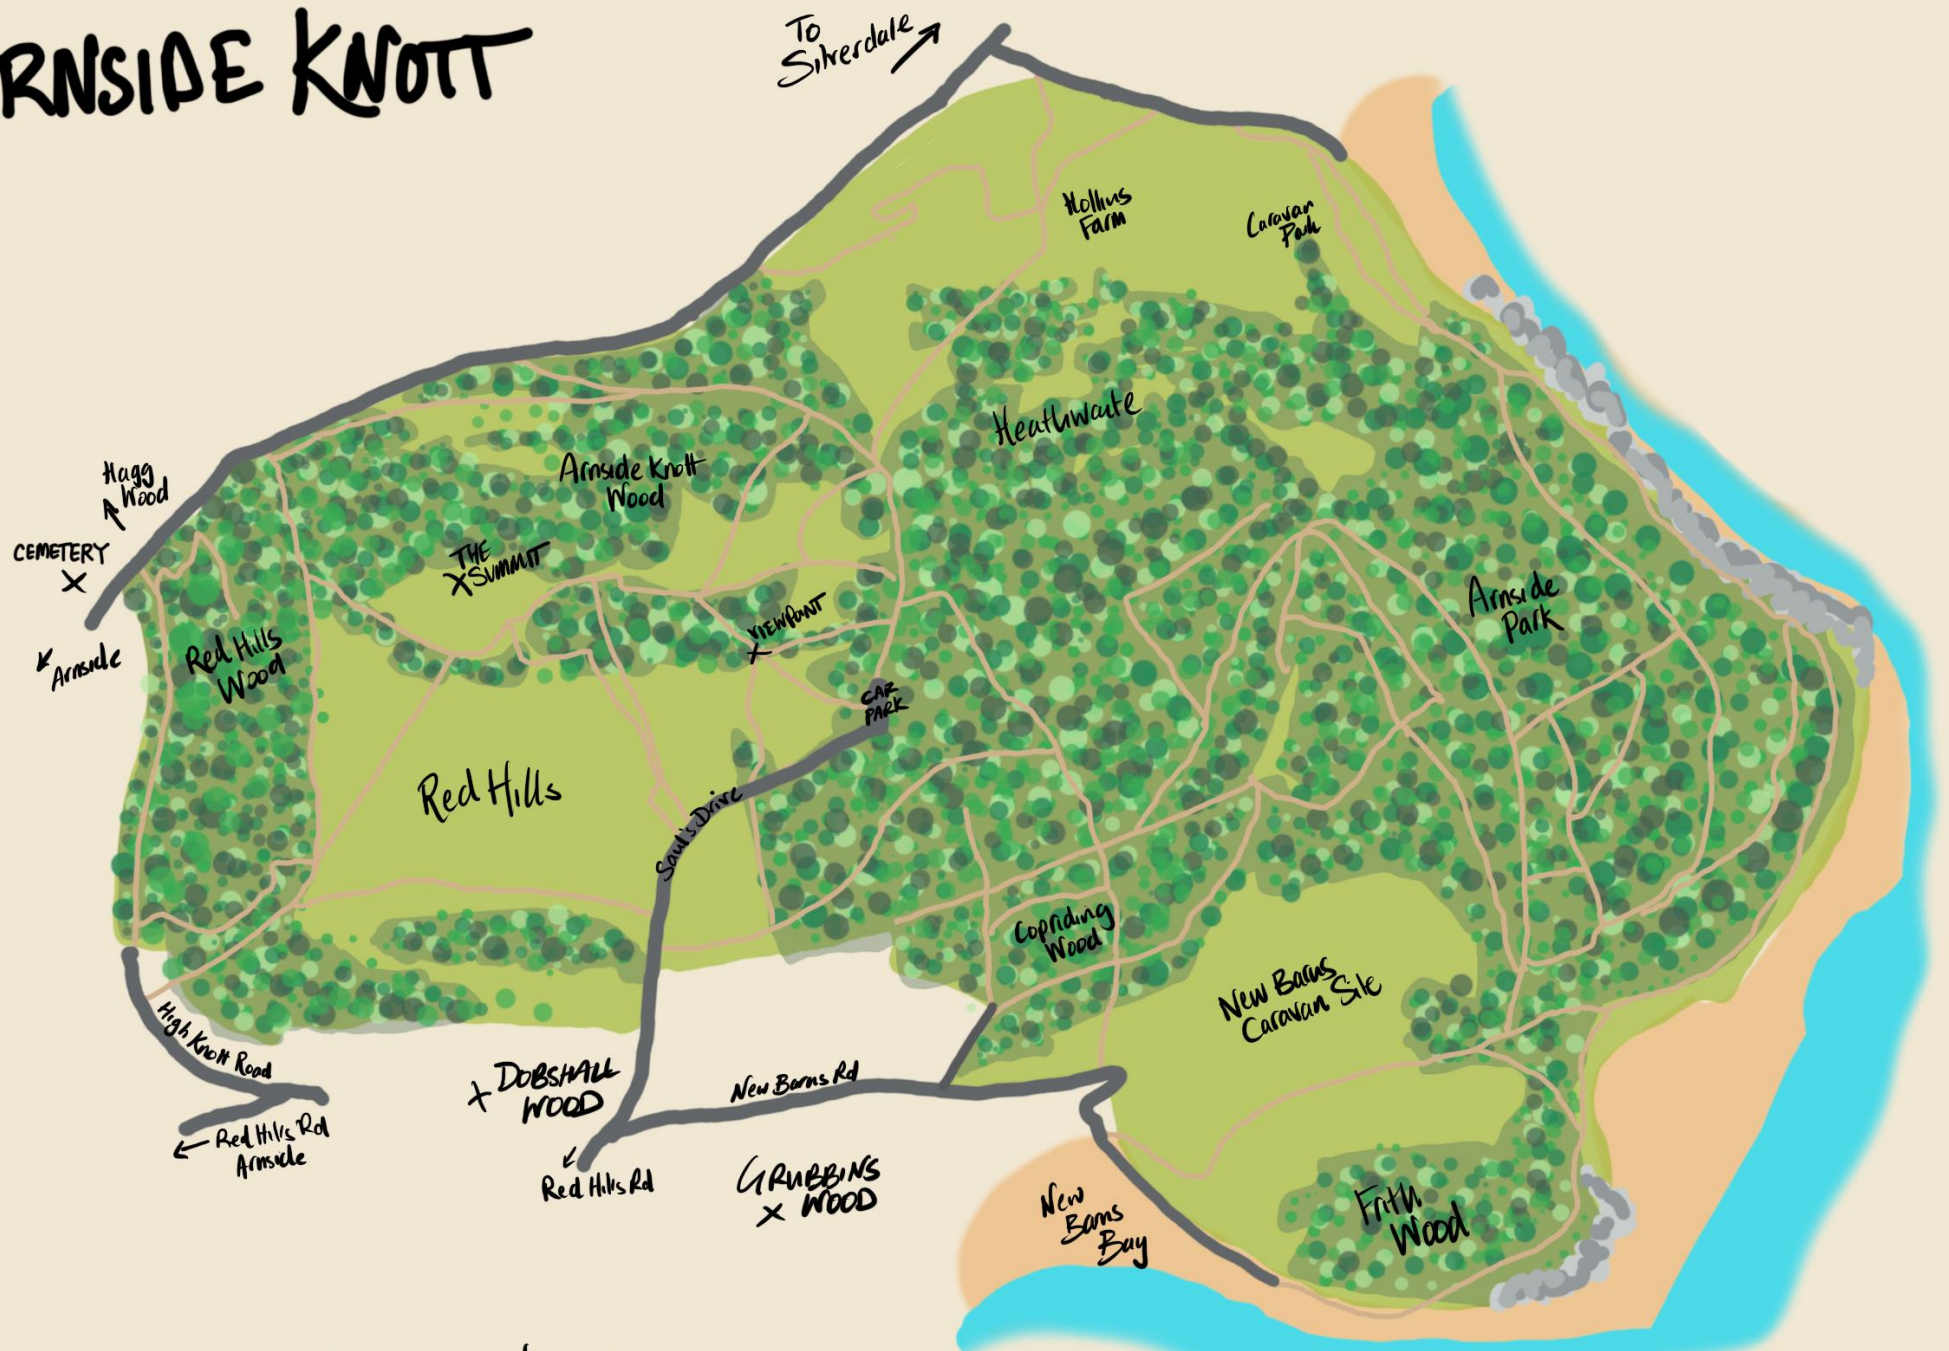 RNSIDE KNOTT
To
Silverdale
Hollins
Farm
Caravan
Park
Heathwaite
Hagg
Wood
Arnside Knott
Wood
CEMETERY
THE
SUMMIT
Arnside
Park
VIEWPOINT
Arnside
Red Hills
Wood
CAR
PARK
Red Hills
Saul's Drive
Copriding
Wood
New Barns
Caravan Site
High Knott Road
DOBSHALL
WOOD
New Barns Rd
Red Hills Rd
Arnside
Red Hills Rd
GRUBBINS
WOOD
New
Barns
Bay
Frith
Wood